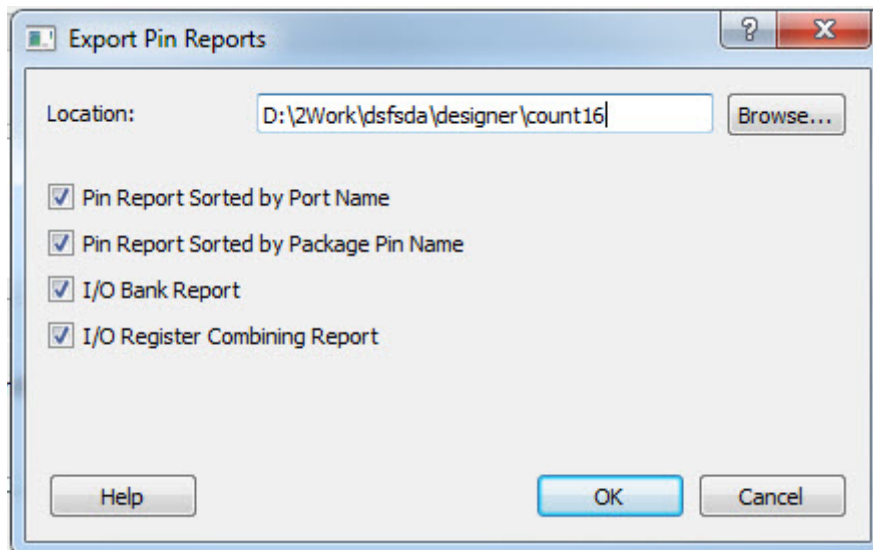 Export Pin Reports
Location: D:\2Work\dsfsda\designer\count16 Browse...
Pin Report Sorted by Port Name
Pin Report Sorted by Package Pin Name
I/O Bank Report
I/O Register Combining Report
Help OK Cancel